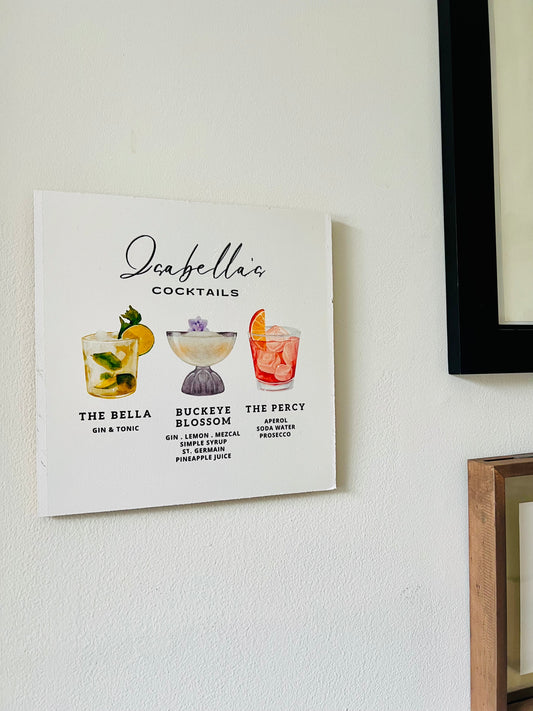 Isabella's
COCKTAILS
THE BELLA
GIN & TONIC
BUCKEYE
BLOSSOM
GIN . LEMON . MEZCAL
SIMPLE SYRUP
ST. GERMAIN
PINEAPPLE JUICE
THE PERCY
APEROL
SODA WATER
PROSECCO